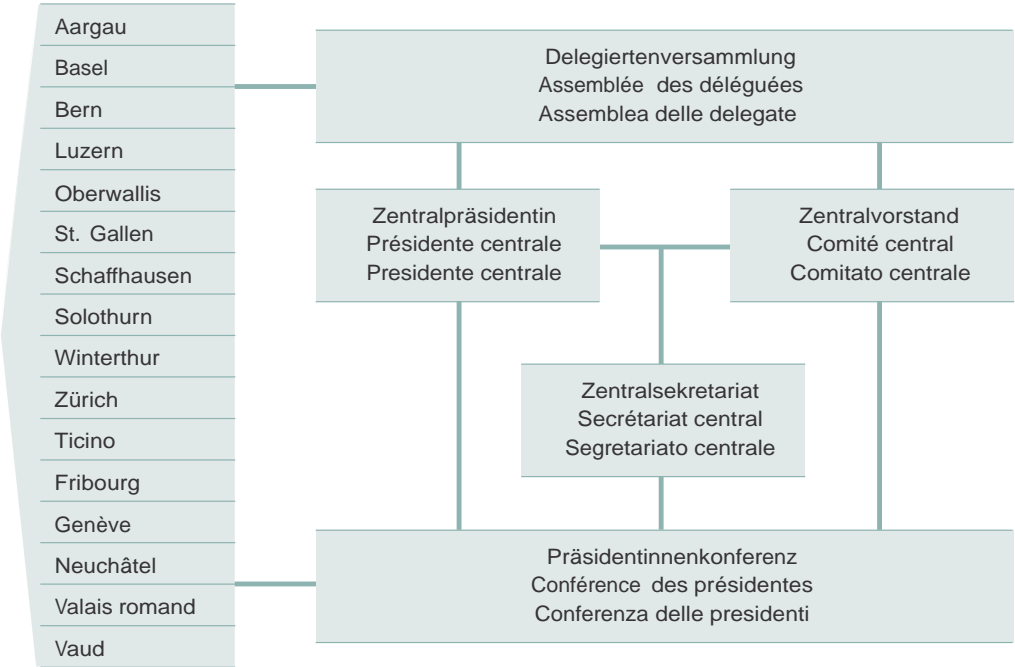 Aargau
Basel
Bern
Luzern
Oberwallis
St. Gallen
Schaffhausen
Solothurn
Winterthur
Zürich
Ticino
Fribourg
Genève
Neuchâtel
Valais romand
Vaud
Delegiertenversammlung
Assemblée des déléguées
Assemblea delle delegate
Zentralpräsidentin
Présidente centrale
Presidente centrale
Zentralvorstand
Comité central
Comitato centrale
Zentralsekretariat
Secrétariat central
Segretariato centrale
Präsidentinnenkonferenz
Conférence des présidentes
Conferenza delle presidenti